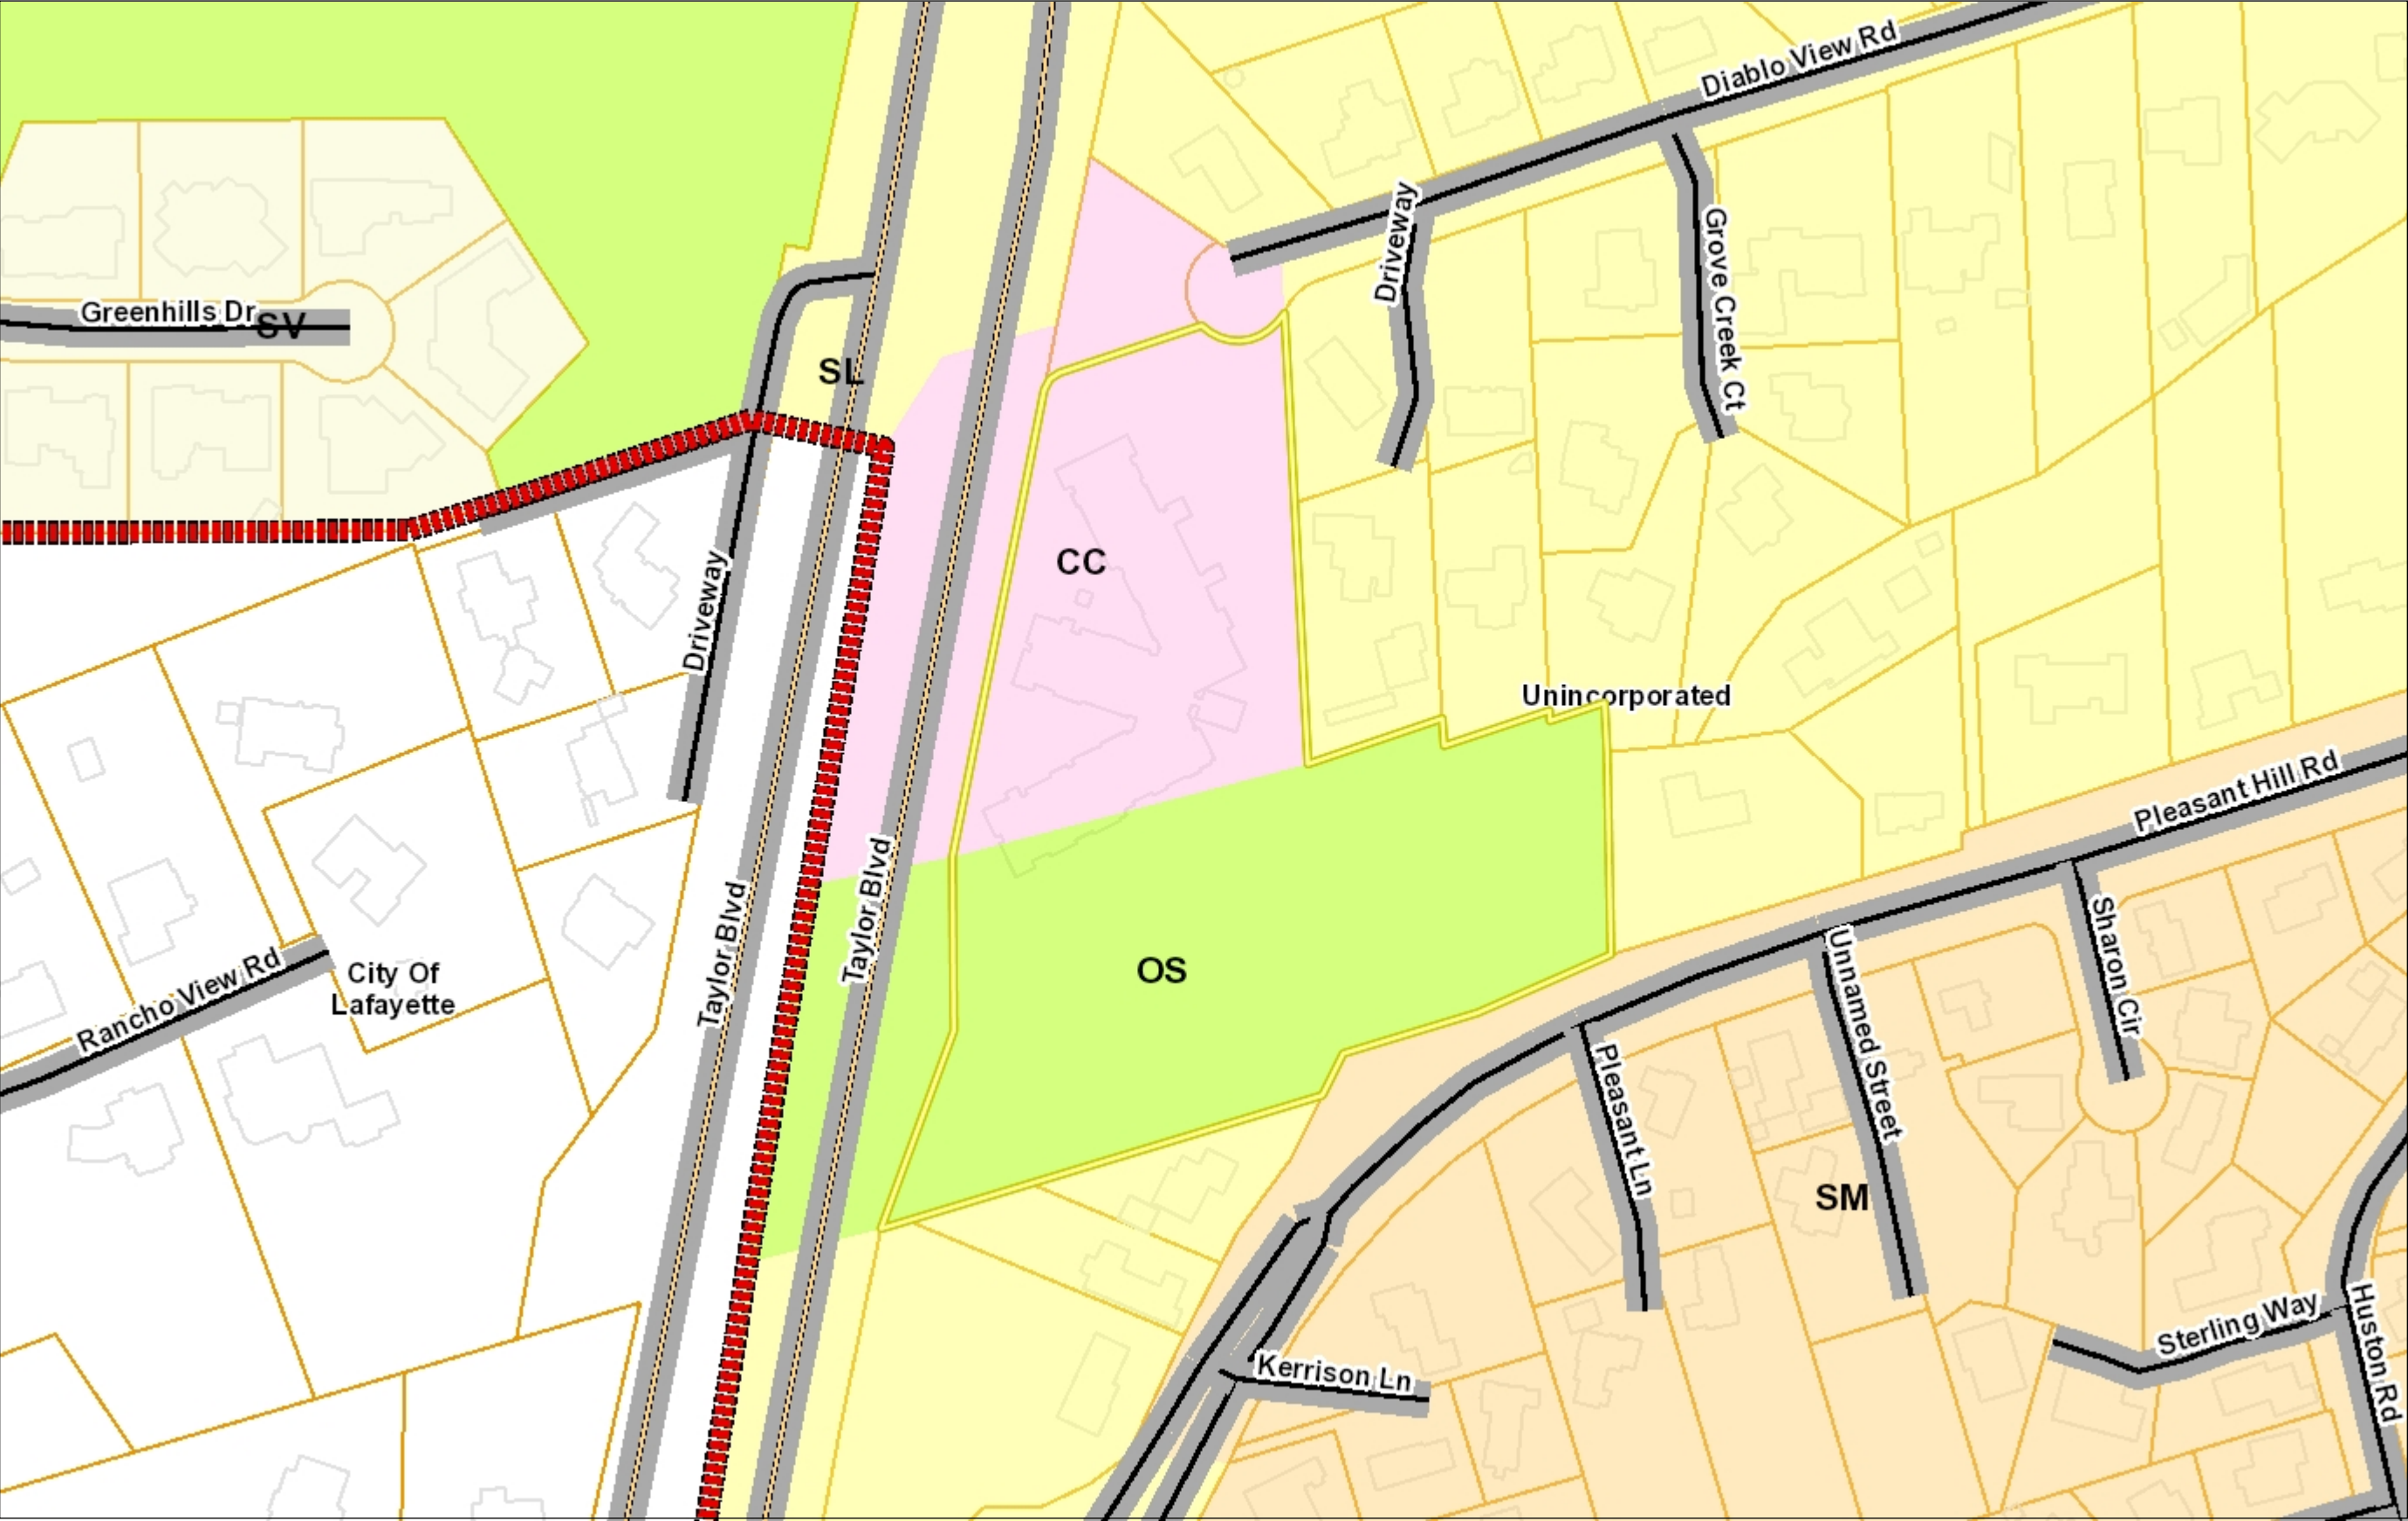 Diablo View Rd
Driveway
Grove Creek Ct
Greenhills Dr
SV
SL
CC
Driveway
Unincorporated
Pleasant Hill Rd
Taylor Blvd
Taylor Blvd
Sharon Cir
Unnamed Street
City Of
Lafayette
OS
Rancho View Rd
Pleasant Ln
SM
Sterling Way
Huston Rd
Kerrison Ln